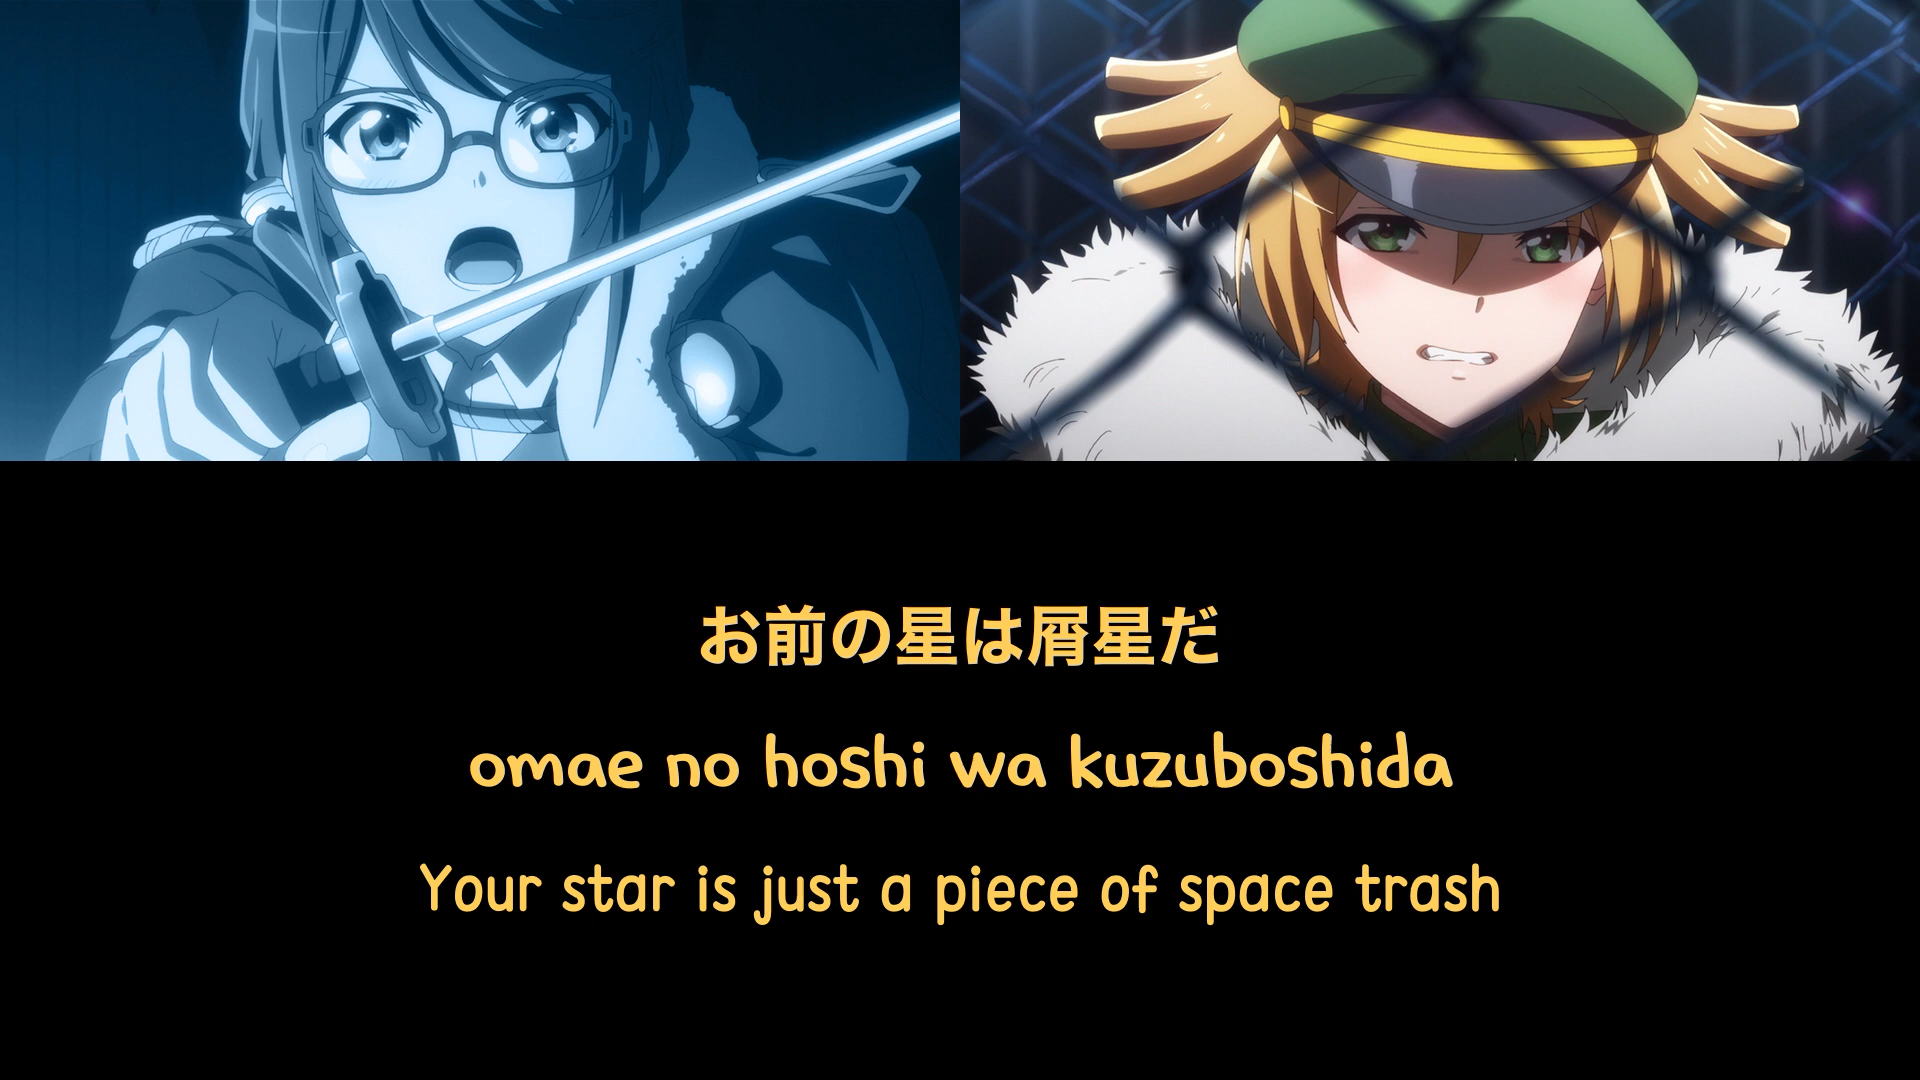 お前の星は屑星だ
omae no hoshi wa kuzuboshida
Your star is just a piece of space trash